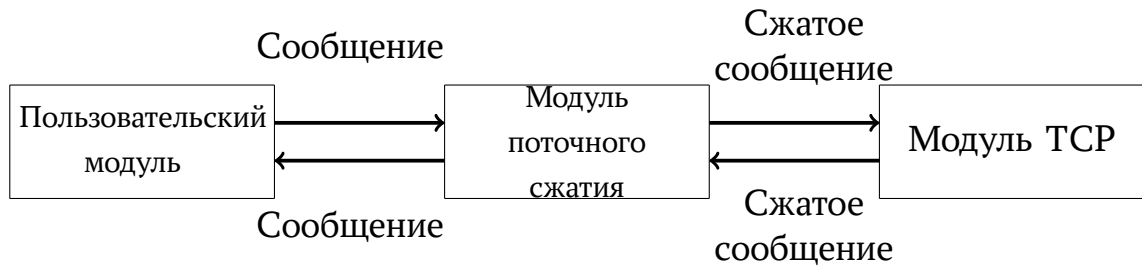 Сообщение
Сжатое
сообщение
Пользовательский
модуль
Модуль
поточного
сжатия
Модуль TCP
Сообщение
Сжатое
сообщение